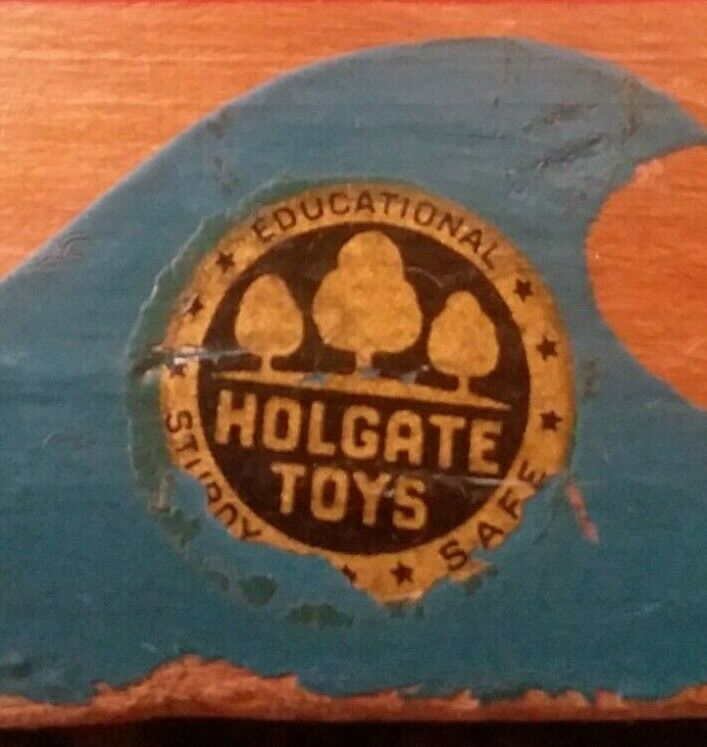 EDUCATIONAL
HOLGATE
TOYS
STURDY
SAFE